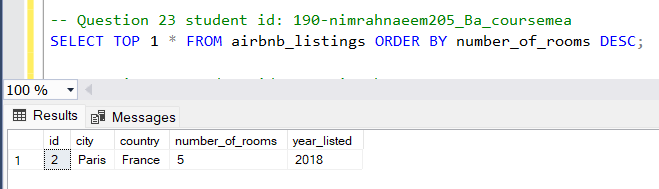 -- Question 23 student id: 190-nimrahnaeem205_Ba_coursemea
SELECT TOP 1 * FROM airbnb_listings ORDER BY number_of_rooms DESC;
100 %
Results Messages
id city country number_of_rooms year_listed
1 2 Paris France 5 2018